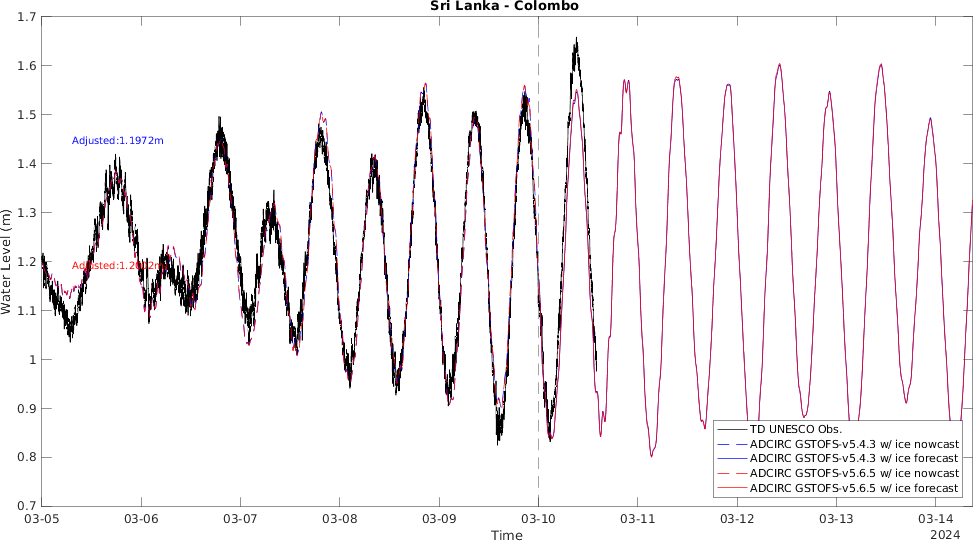 Sri Lanka - Colombo
1.7
1.6
1.5
1.4
1.3
1.2
1.1
1
0.9
0.8
0.7
Water Level (m)
Adjusted:1.1972m
TD UNESCO Obs.
ADCIRC GSTOFS-v5.4.3 w/ ice nowcast
ADCIRC GSTOFS-v5.4.3 w/ ice forecast
ADCIRC GSTOFS-v5.6.5 w/ ice nowcast
ADCIRC GSTOFS-v5.6.5 w/ ice forecast
03-05 03-06 03-07 03-08 03-09 03-10 03-11 03-12 03-13 03-14
Time
2024